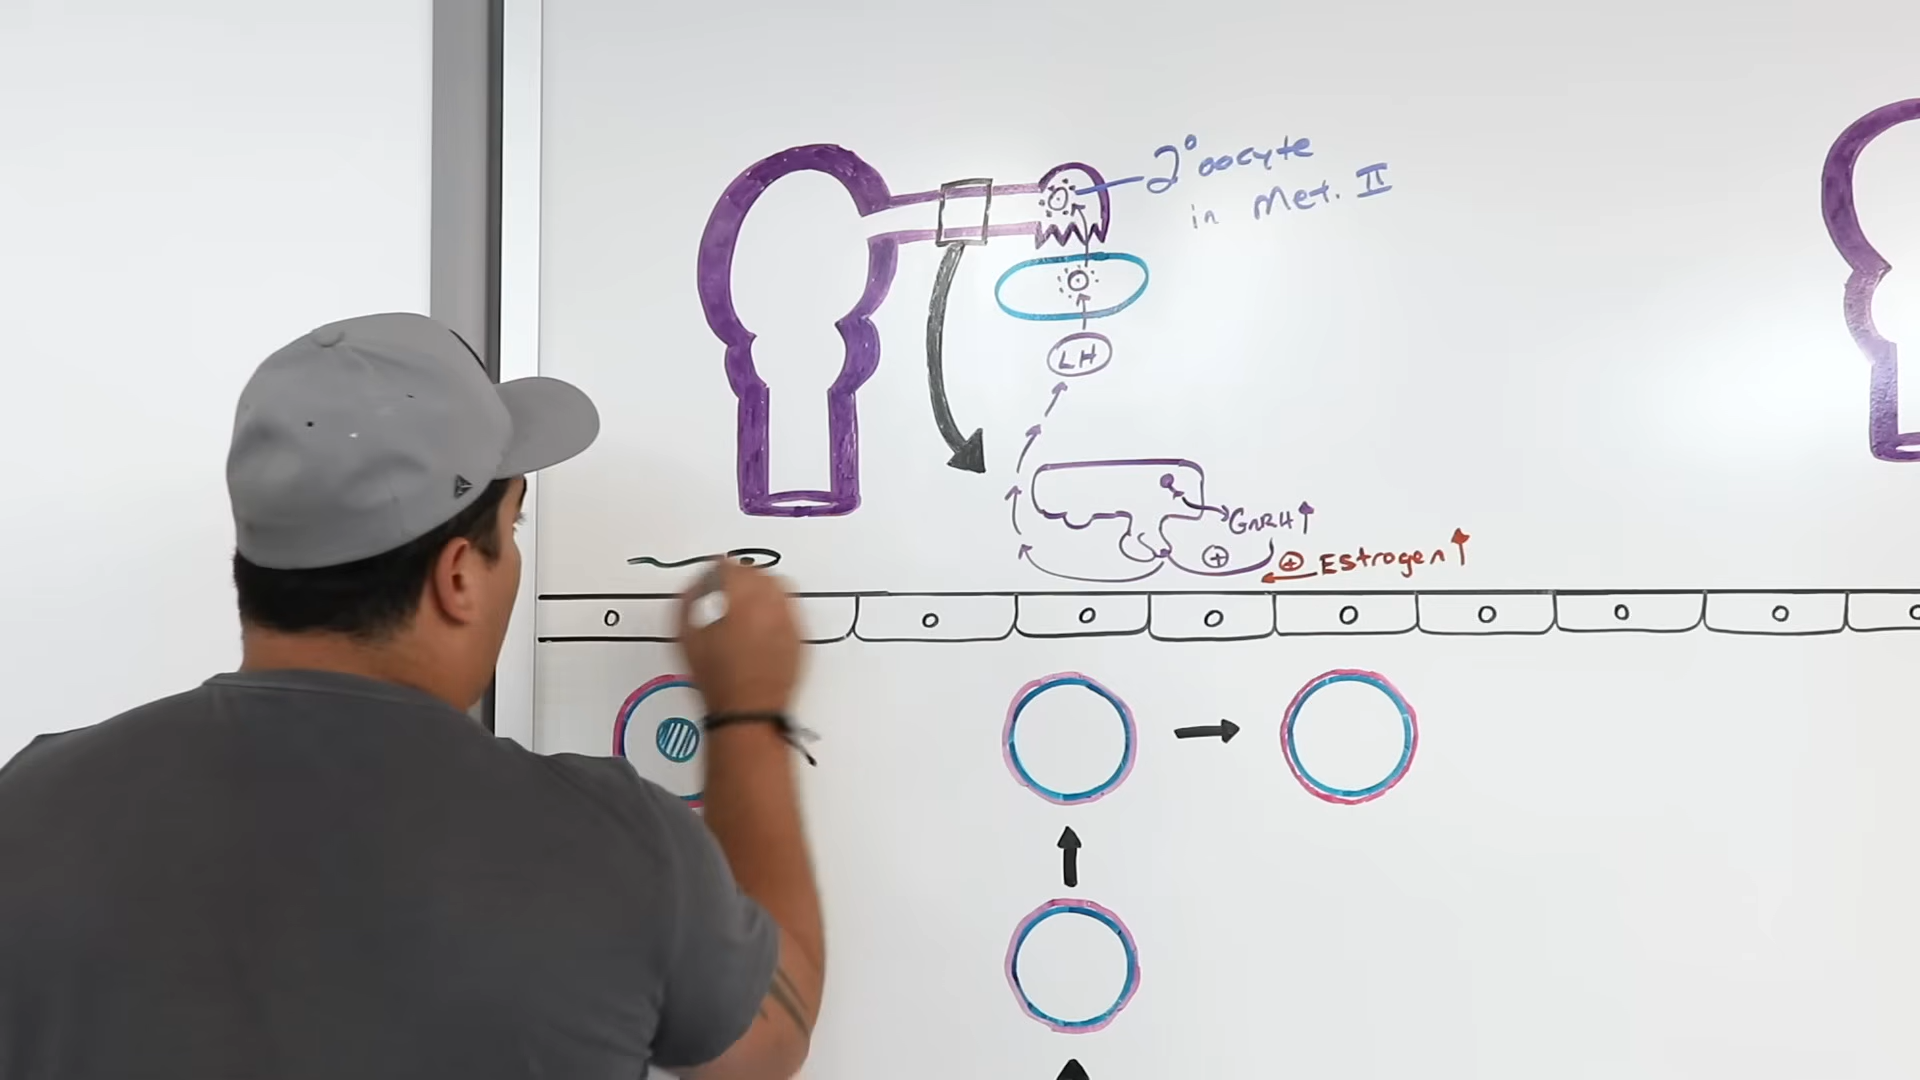 2° oocyte
in Met. II
LH
GnRH ↑
⊕
⊕ Estrogen ↑